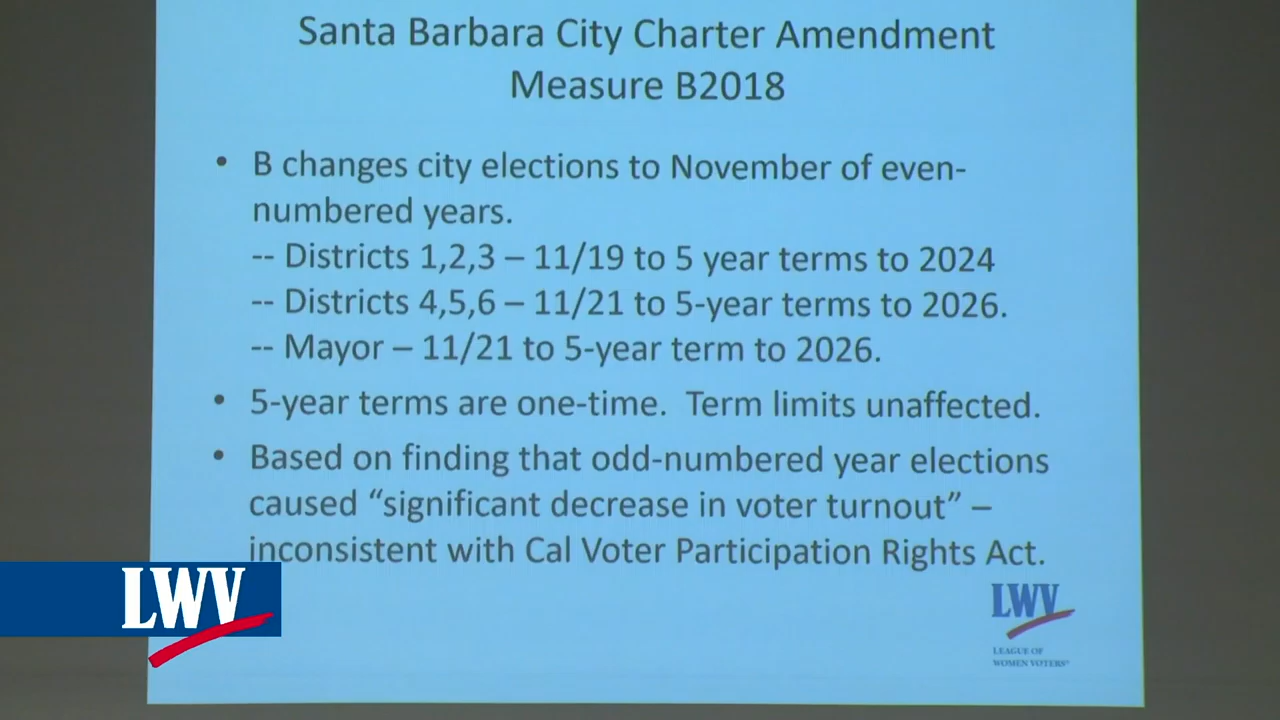 Santa Barbara City Charter Amendment
Measure B2018
• B changes city elections to November of even-
numbered years.
-- Districts 1,2,3 – 11/19 to 5 year terms to 2024
-- Districts 4,5,6 – 11/21 to 5-year terms to 2026.
-- Mayor – 11/21 to 5-year term to 2026.
• 5-year terms are one-time.  Term limits unaffected.
• Based on finding that odd-numbered year elections
caused “significant decrease in voter turnout” –
inconsistent with Cal Voter Participation Rights Act.
LWV
LWV
LEAGUE OF
WOMEN VOTERS®